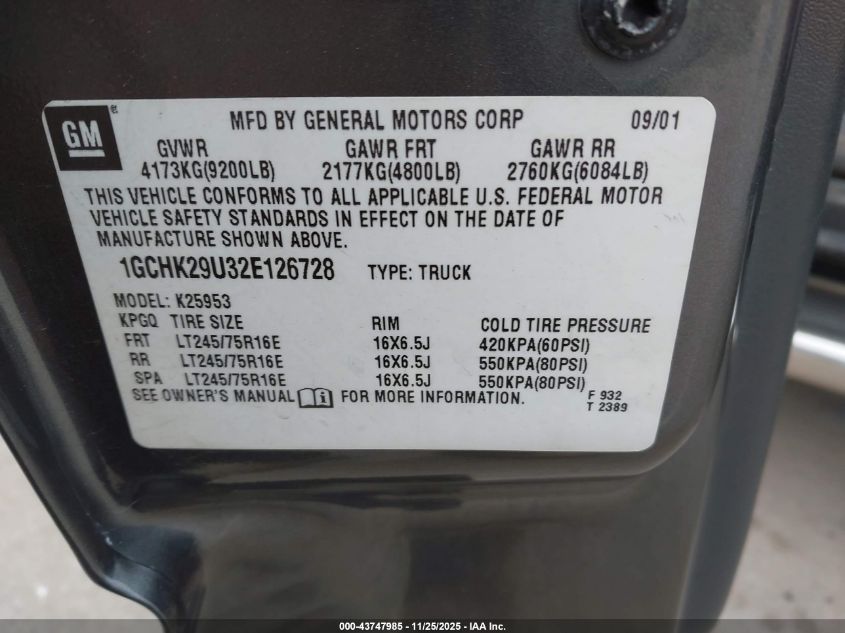 GM
MFD BY GENERAL MOTORS CORP 09/01
GVWR GAWR FRT GAWR RR
4173KG(9200LB) 2177KG(4800LB) 2760KG(6084LB)
THIS VEHICLE CONFORMS TO ALL APPLICABLE U.S. FEDERAL MOTOR
VEHICLE SAFETY STANDARDS IN EFFECT ON THE DATE OF
MANUFACTURE SHOWN ABOVE.
1GCHK29U32E126728 TYPE: TRUCK
MODEL: K25953
KPGQ TIRE SIZE RIM COLD TIRE PRESSURE
FRT LT245/75R16E 16X6.5J 420KPA(60PSI)
RR LT245/75R16E 16X6.5J 550KPA(80PSI)
SPA LT245/75R16E 16X6.5J 550KPA(80PSI)
SEE OWNER'S MANUAL i FOR MORE INFORMATION.
F 932
T 2389
000-43747985 - 11/25/2025 - IAA Inc.